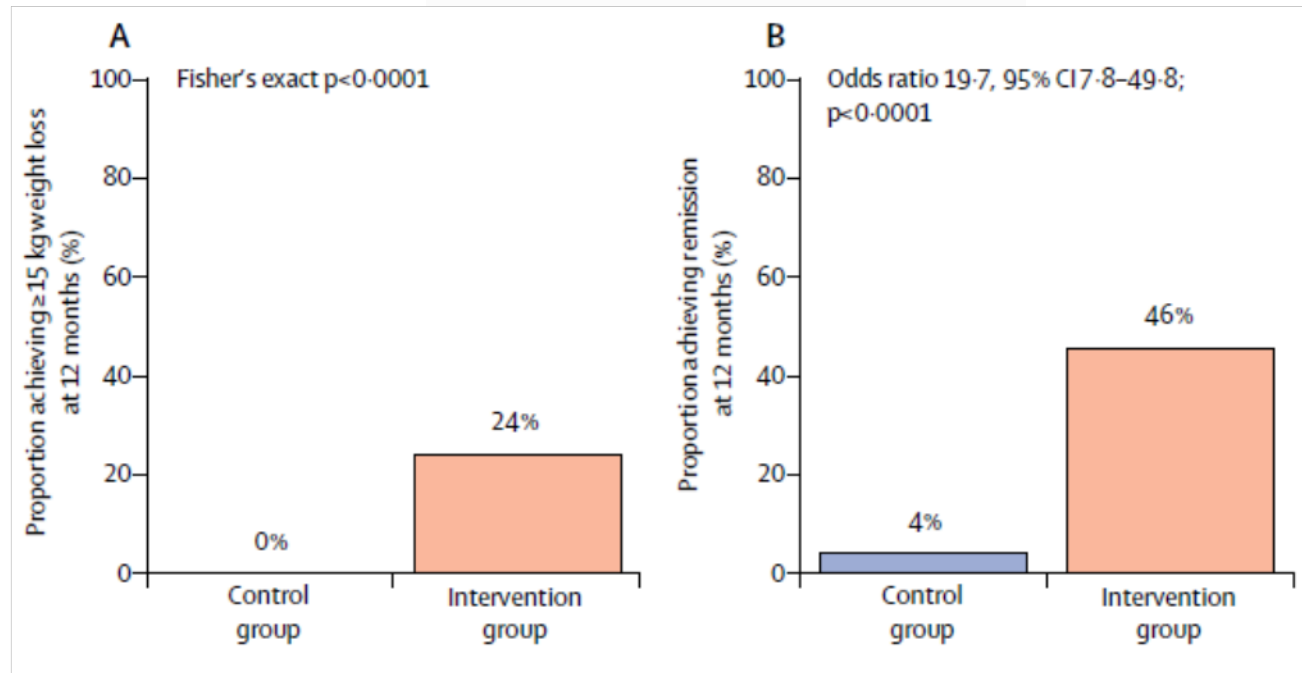 A
Fisher's exact p<0·0001
Proportion achieving ≥15 kg weight loss
at 12 months (%)
100
80
60
40
20
0
0%
24%
Control
group
Intervention
group
B
Odds ratio 19·7, 95% CI 7·8–49·8;
p<0·0001
Proportion achieving remission
at 12 months (%)
100
80
60
40
20
0
4%
46%
Control
group
Intervention
group